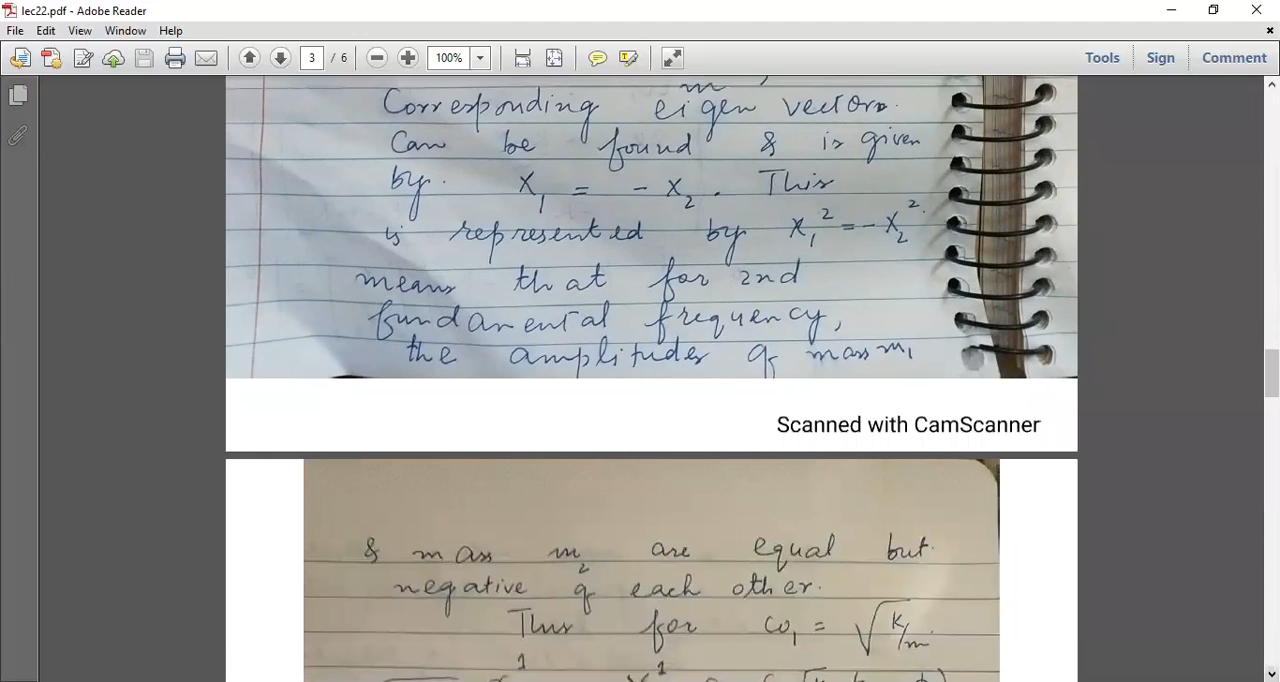 lec22.pdf - Adobe Reader
File Edit View Window Help
3 / 6 100% Tools Sign Comment
m
Corresponding eigen vectors.
Can be found & is given
by. X₁ = - X₂ . This
is represented by X₁² = - X₂².
means that for 2nd
fundamental frequency,
the amplitudes of mass m₁
Scanned with CamScanner
& mass m₂ are equal but
negative of each other.
Thus for ω₁ = √k/m
1 1